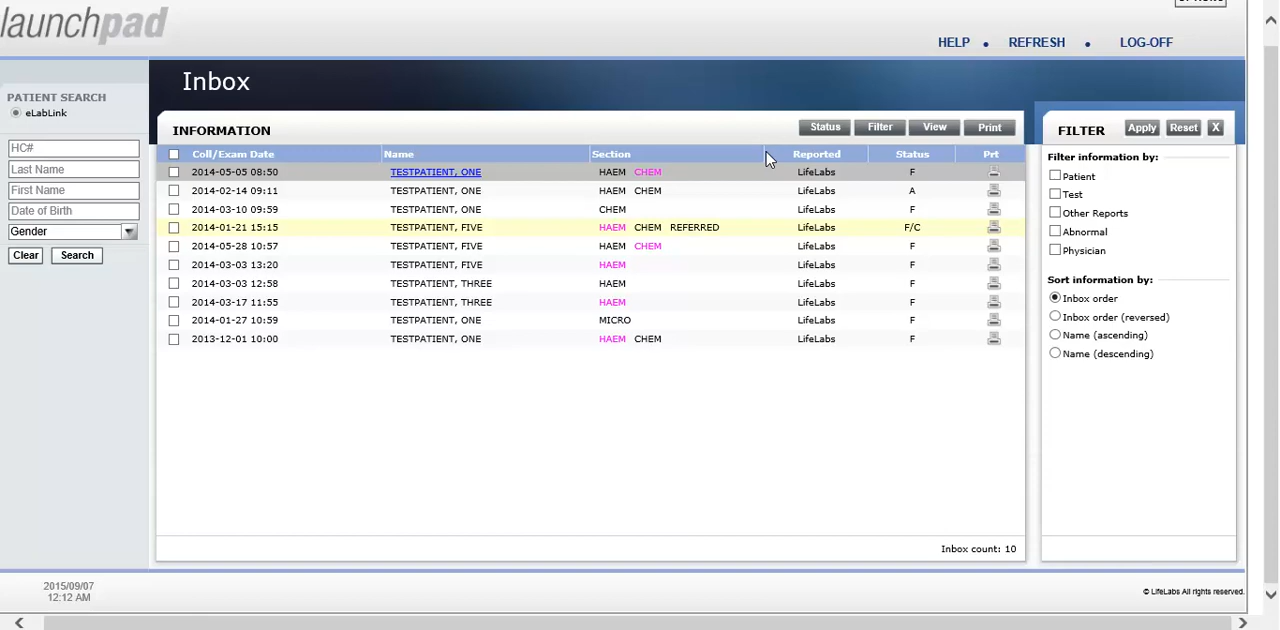 launchpad
HELP • REFRESH • LOG-OFF
PATIENT SEARCH
eLabLink
HC#
Last Name
First Name
Date of Birth
Gender
Clear Search
Inbox
INFORMATION Status Filter View Print
Coll/Exam Date Name Section Reported Status Prt
2014-05-05 08:50 TESTPATIENT, ONE HAEM CHEM LifeLabs F
2014-02-14 09:11 TESTPATIENT, ONE HAEM CHEM LifeLabs A
2014-03-10 09:59 TESTPATIENT, ONE CHEM LifeLabs F
2014-01-21 15:15 TESTPATIENT, FIVE HAEM CHEM REFERRED LifeLabs F/C
2014-05-28 10:57 TESTPATIENT, FIVE HAEM CHEM LifeLabs F
2014-03-03 13:20 TESTPATIENT, FIVE HAEM LifeLabs F
2014-03-03 12:58 TESTPATIENT, THREE HAEM LifeLabs F
2014-03-17 11:55 TESTPATIENT, THREE HAEM LifeLabs F
2014-01-27 10:59 TESTPATIENT, ONE MICRO LifeLabs F
2013-12-01 10:00 TESTPATIENT, ONE HAEM CHEM LifeLabs F
Inbox count: 10
FILTER Apply Reset X
Filter information by:
Patient
Test
Other Reports
Abnormal
Physician
Sort information by:
Inbox order
Inbox order (reversed)
Name (ascending)
Name (descending)
2015/09/07
12:12 AM
© LifeLabs All rights reserved.